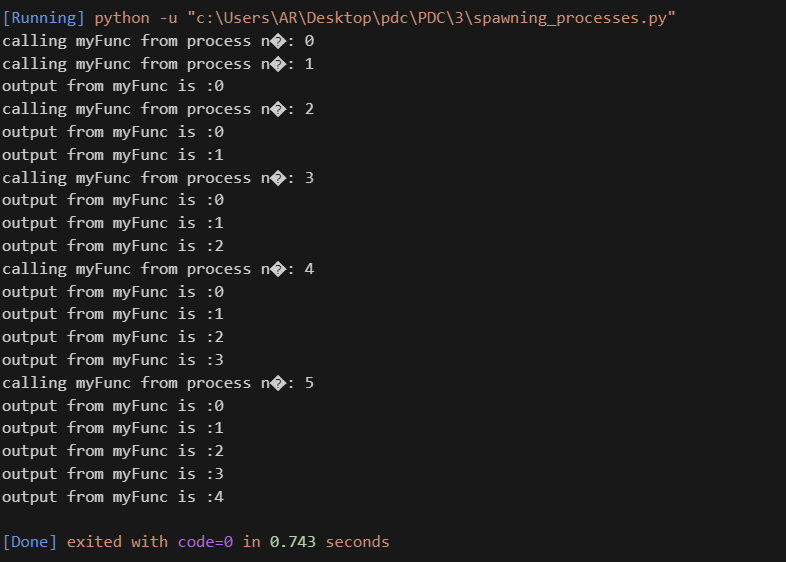 [Running] python -u "c:\Users\AR\Desktop\pdc\PDC\3\spawning_processes.py"
calling myFunc from process n�: 0
calling myFunc from process n�: 1
output from myFunc is :0
calling myFunc from process n�: 2
output from myFunc is :0
output from myFunc is :1
calling myFunc from process n�: 3
output from myFunc is :0
output from myFunc is :1
output from myFunc is :2
calling myFunc from process n�: 4
output from myFunc is :0
output from myFunc is :1
output from myFunc is :2
output from myFunc is :3
calling myFunc from process n�: 5
output from myFunc is :0
output from myFunc is :1
output from myFunc is :2
output from myFunc is :3
output from myFunc is :4
[Done] exited with code=0 in 0.743 seconds